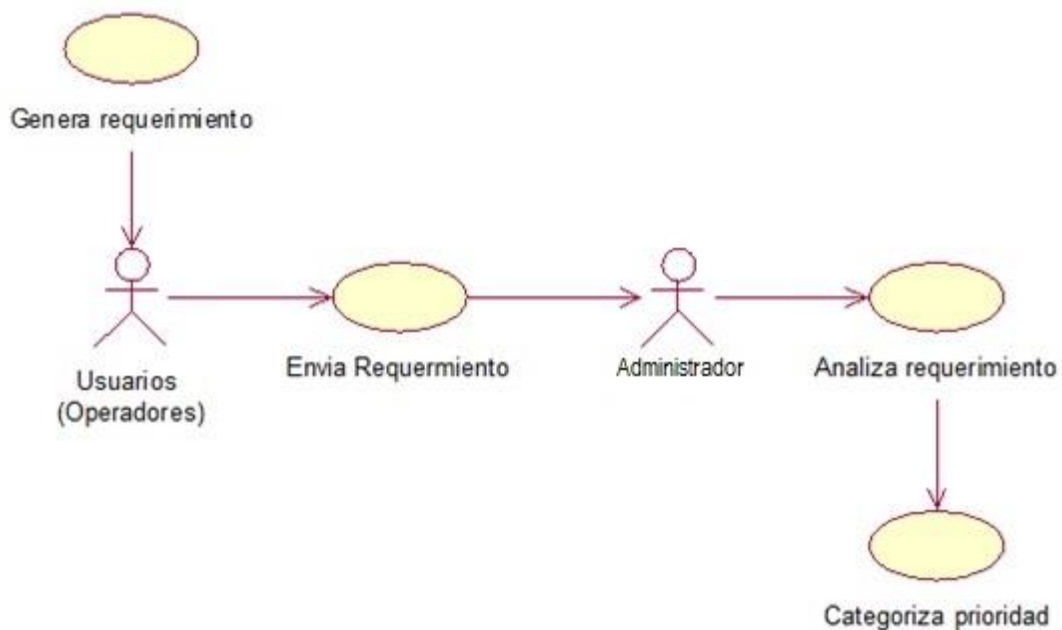 Genera requerimiento
Usuarios
(Operadores)
Envia Requermiento
Administrador
Analiza requerimiento
Categoriza prioridad